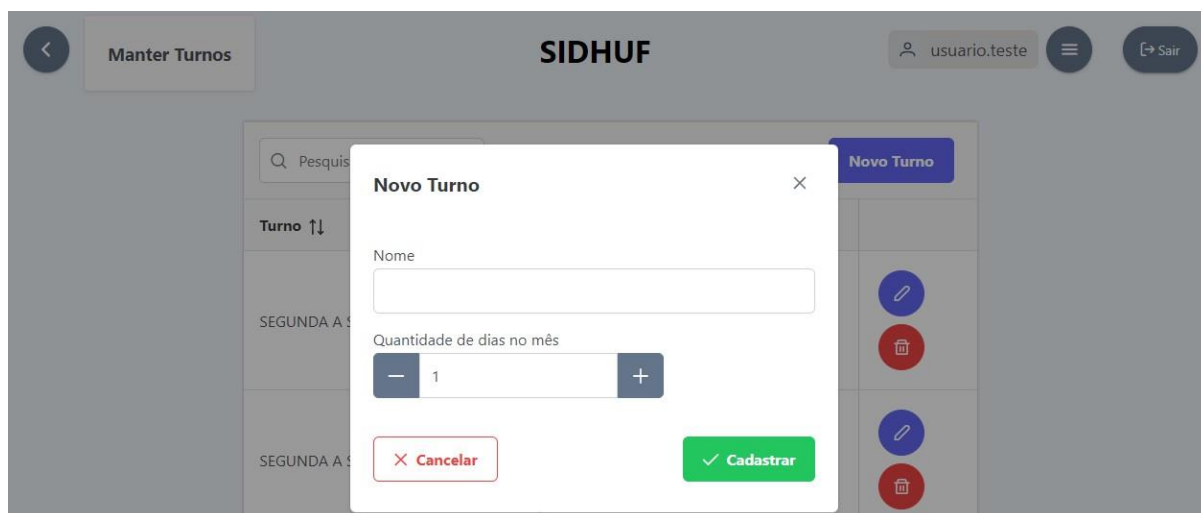 Manter Turnos
SIDHUF
usuario.teste
Sair
Pesquis
Novo Turno
Novo Turno
Turno
Nome
SEGUNDA A S
Quantidade de dias no mês
1
SEGUNDA A S
Cancelar
Cadastrar